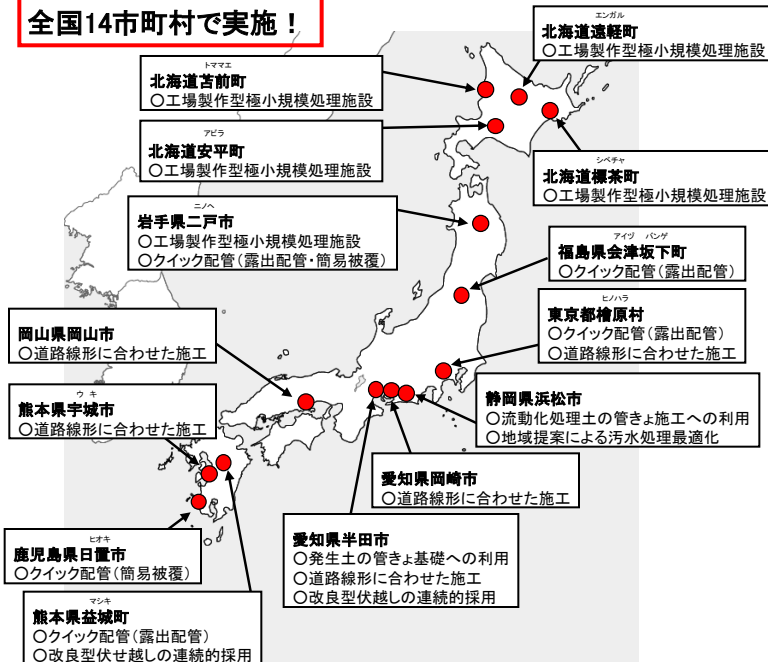 全国14市町村で実施！
エンガル
北海道遠軽町
○工場製作型極小規模処理施設
トママエ
北海道苫前町
○工場製作型極小規模処理施設
アビラ
北海道安平町
○工場製作型極小規模処理施設
シベチャ
北海道標茶町
○工場製作型極小規模処理施設
ニノヘ
岩手県二戸市
○工場製作型極小規模処理施設
○クイック配管（露出配管・簡易被覆）
アイヅ　バンゲ
福島県会津坂下町
○クイック配管（露出配管）
ヒノハラ
東京都檜原村
○クイック配管（露出配管）
○道路線形に合わせた施工
岡山県岡山市
○道路線形に合わせた施工
ウキ
熊本県宇城市
○道路線形に合わせた施工
静岡県浜松市
○流動化処理土の管きょ施工への利用
○地域提案による汚水処理最適化
愛知県岡崎市
○道路線形に合わせた施工
愛知県半田市
○発生土の管きょ基礎への利用
○道路線形に合わせた施工
○改良型伏越しの連続的採用
ヒオキ
鹿児島県日置市
○クイック配管（簡易被覆）
マシキ
熊本県益城町
○クイック配管（露出配管）
○改良型伏せ越しの連続的採用